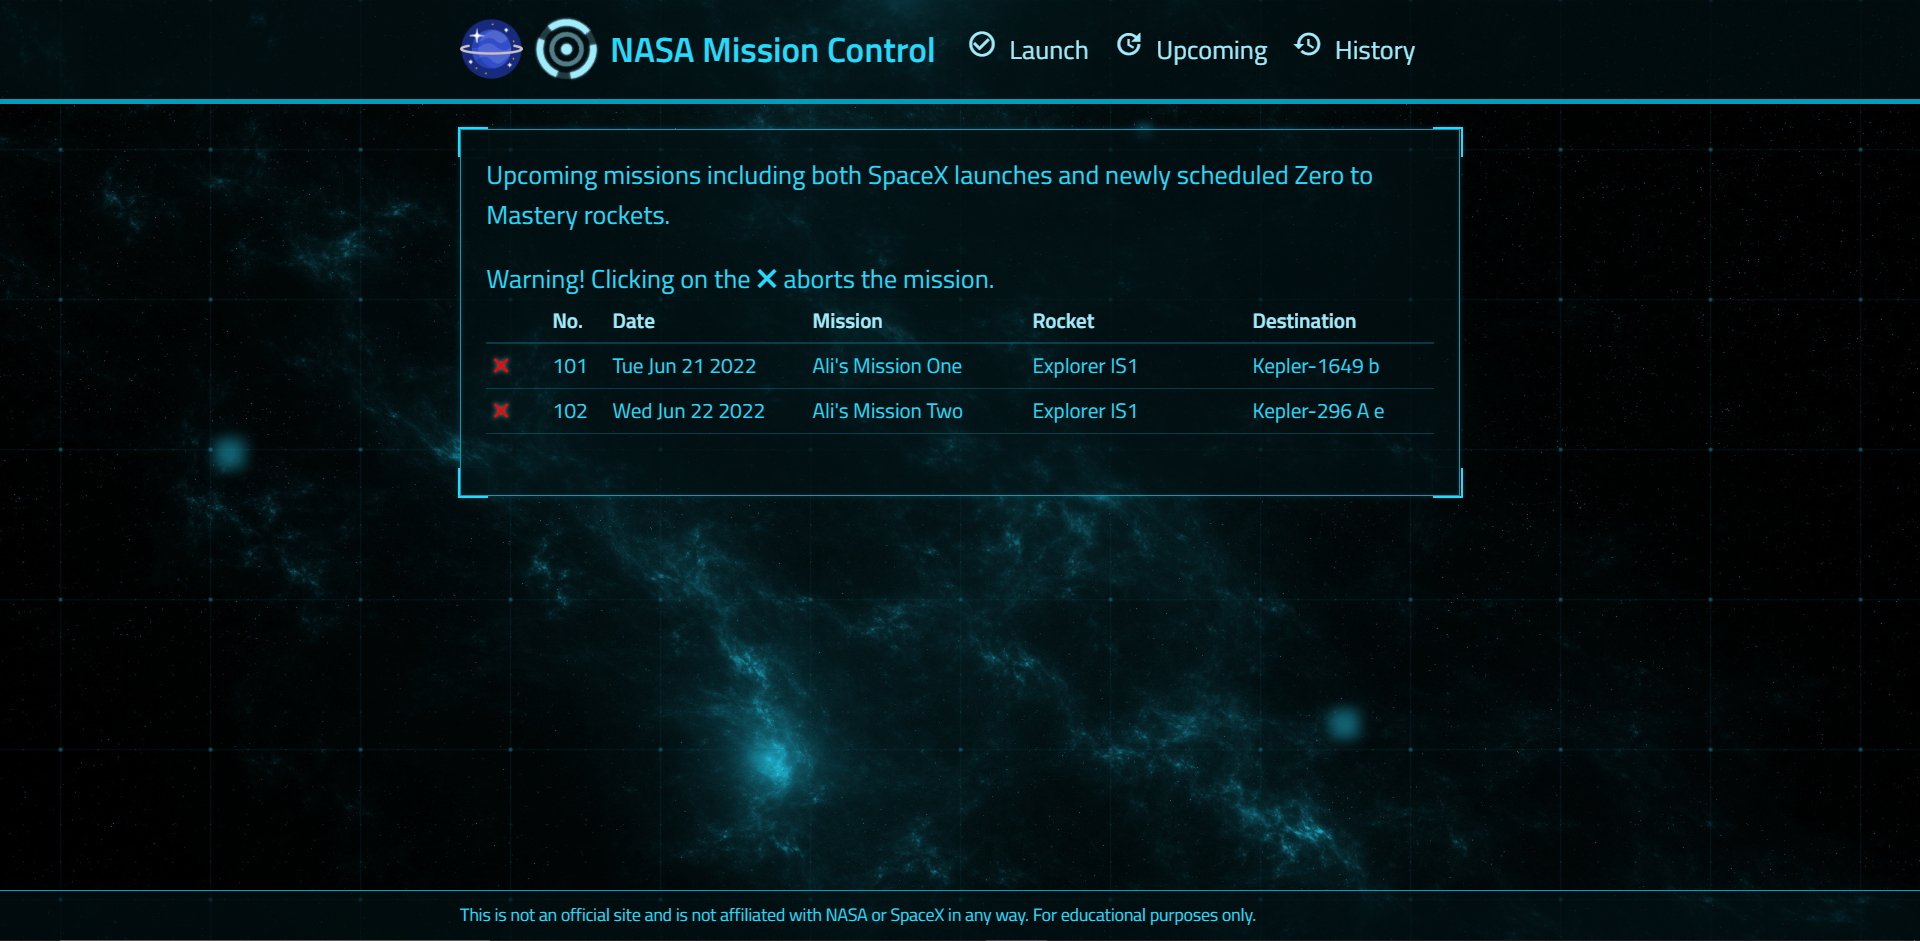 NASA Mission Control Launch Upcoming History
Upcoming missions including both SpaceX launches and newly scheduled Zero to
Mastery rockets.
Warning! Clicking on the ✕ aborts the mission.
No. Date Mission Rocket Destination
✕ 101 Tue Jun 21 2022 Ali's Mission One Explorer IS1 Kepler-1649 b
✕ 102 Wed Jun 22 2022 Ali's Mission Two Explorer IS1 Kepler-296 A e
This is not an official site and is not affiliated with NASA or SpaceX in any way. For educational purposes only.